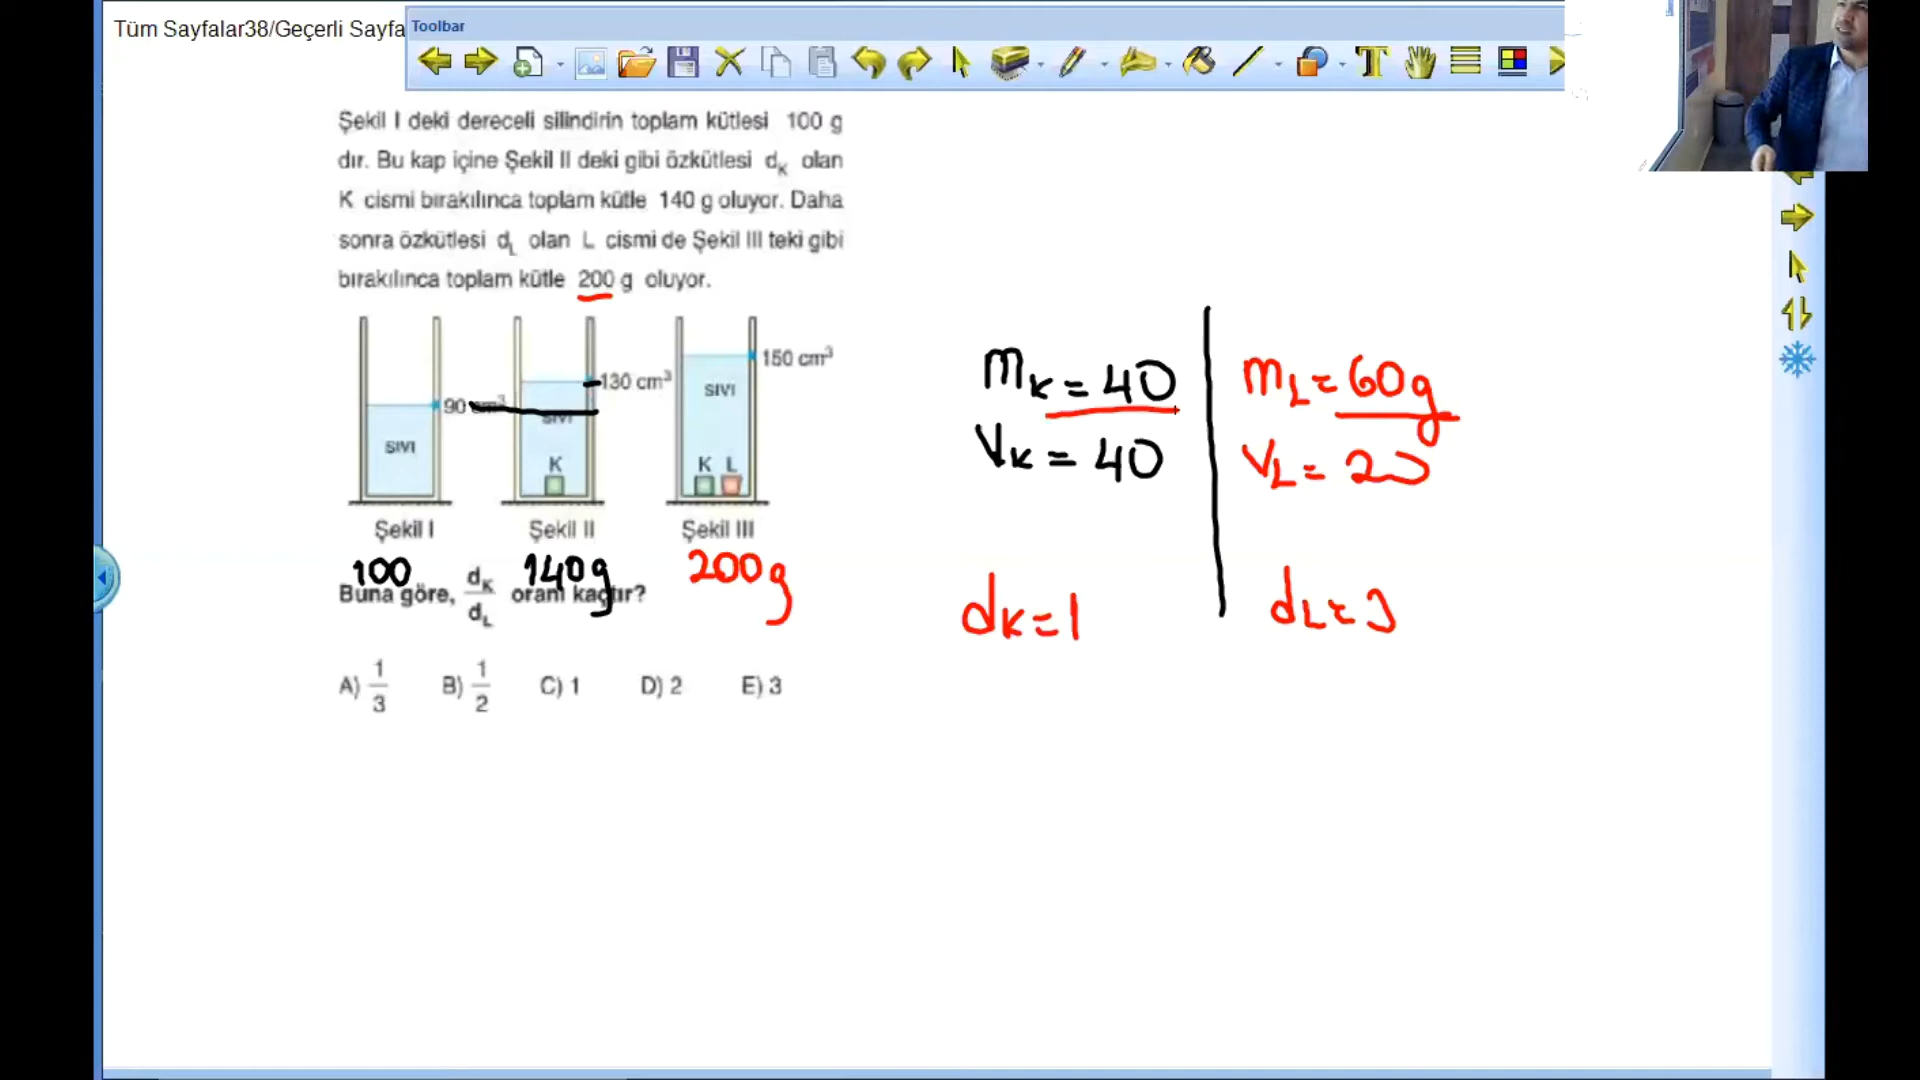 Tüm Sayfalar38/Geçerli Sayfa
Toolbar
Şekil I deki dereceli silindirin toplam kütlesi 100 g
dır. Bu kap içine Şekil II deki gibi özkütlesi dK olan
K cismi bırakılınca toplam kütle 140 g oluyor. Daha
sonra özkütlesi dL olan L cismi de Şekil III teki gibi
bırakılınca toplam kütle 200 g oluyor.
90 cm³
SIVI
130 cm³
SIVI
K
150 cm³
SIVI
K L
Şekil I
Şekil II
Şekil III
100
140g
200g
Buna göre, dK/dL oranı kaçtır?
A) 1/3 B) 1/2 C) 1 D) 2 E) 3
mK = 40
VK = 40
dK = 1
mL = 60g
VL = 20
dL = 3